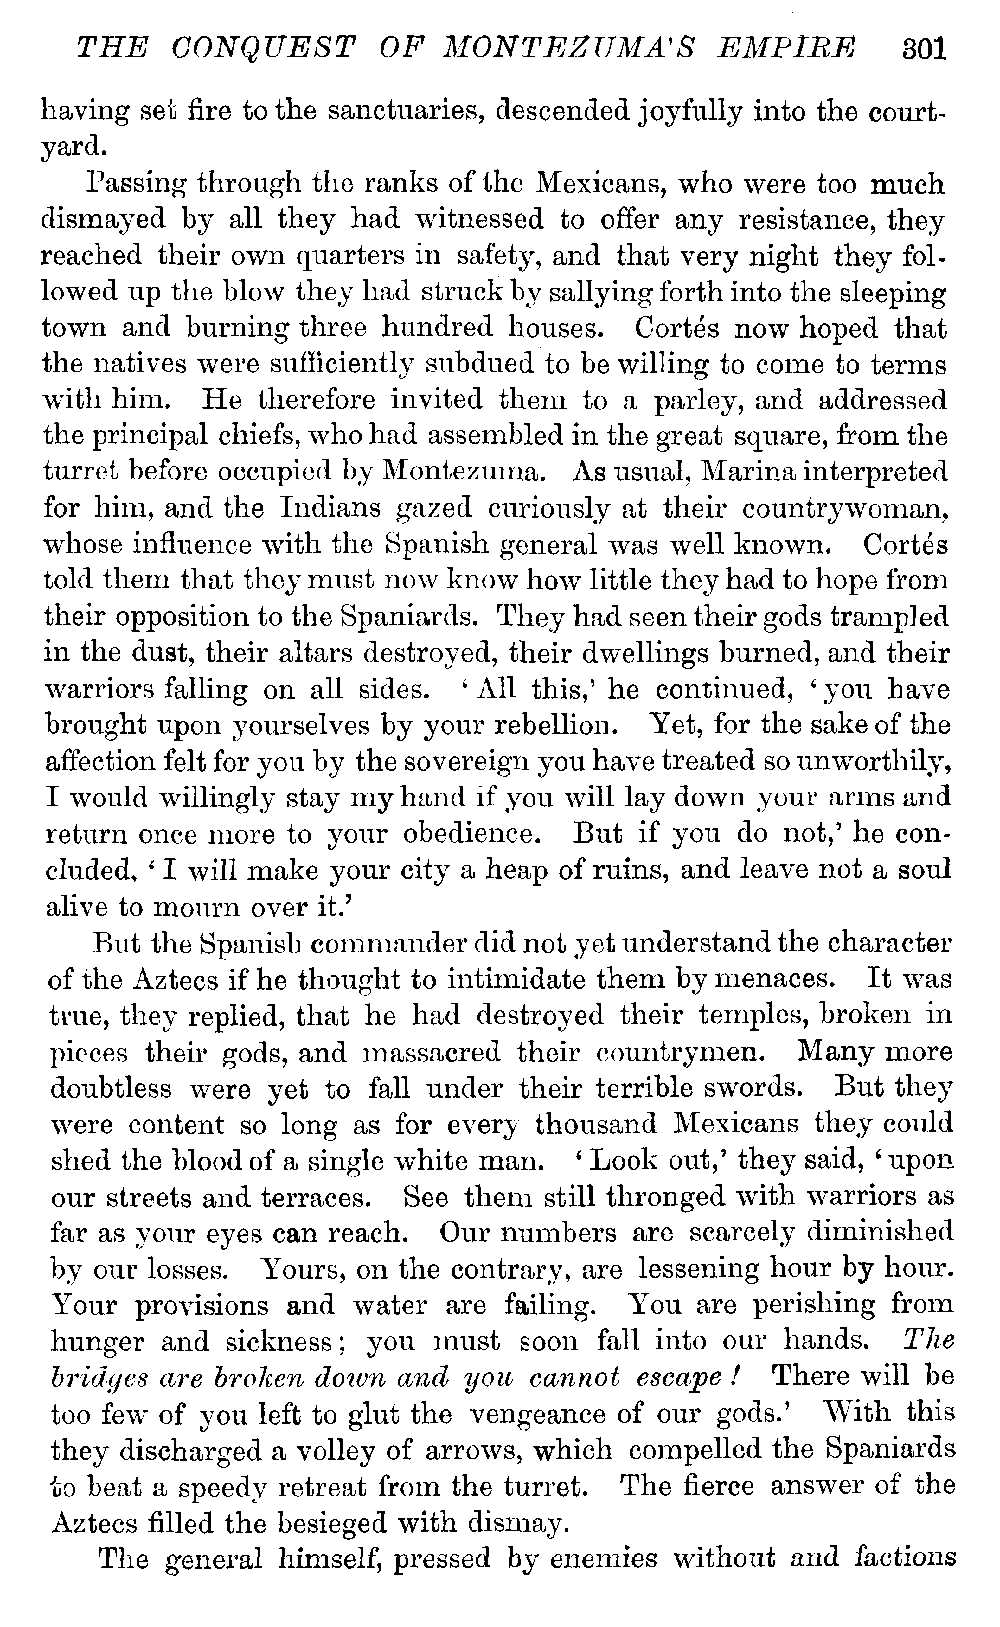 THE CONQUEST OF MONTEZUMA'S EMPIRE 301
having set fire to the sanctuaries, descended joyfully into the court-
yard.
Passing through the ranks of the Mexicans, who were too much
dismayed by all they had witnessed to offer any resistance, they
reached their own quarters in safety, and that very night they fol-
lowed up the blow they had struck by sallying forth into the sleeping
town and burning three hundred houses. Cortés now hoped that
the natives were sufficiently subdued to be willing to come to terms
with him. He therefore invited them to a parley, and addressed
the principal chiefs, who had assembled in the great square, from the
turret before occupied by Montezuma. As usual, Marina interpreted
for him, and the Indians gazed curiously at their countrywoman,
whose influence with the Spanish general was well known. Cortés
told them that they must now know how little they had to hope from
their opposition to the Spaniards. They had seen their gods trampled
in the dust, their altars destroyed, their dwellings burned, and their
warriors falling on all sides. ‘All this,’ he continued, ‘you have
brought upon yourselves by your rebellion. Yet, for the sake of the
affection felt for you by the sovereign you have treated so unworthily,
I would willingly stay my hand if you will lay down your arms and
return once more to your obedience. But if you do not,’ he con-
cluded, ‘I will make your city a heap of ruins, and leave not a soul
alive to mourn over it.’
But the Spanish commander did not yet understand the character
of the Aztecs if he thought to intimidate them by menaces. It was
true, they replied, that he had destroyed their temples, broken in
pieces their gods, and massacred their countrymen. Many more
doubtless were yet to fall under their terrible swords. But they
were content so long as for every thousand Mexicans they could
shed the blood of a single white man. ‘Look out,’ they said, ‘upon
our streets and terraces. See them still thronged with warriors as
far as your eyes can reach. Our numbers are scarcely diminished
by our losses. Yours, on the contrary, are lessening hour by hour.
Your provisions and water are failing. You are perishing from
hunger and sickness; you must soon fall into our hands. The
bridges are broken down and you cannot escape! There will be
too few of you left to glut the vengeance of our gods.’ With this
they discharged a volley of arrows, which compelled the Spaniards
to beat a speedy retreat from the turret. The fierce answer of the
Aztecs filled the besieged with dismay.
The general himself, pressed by enemies without and factions